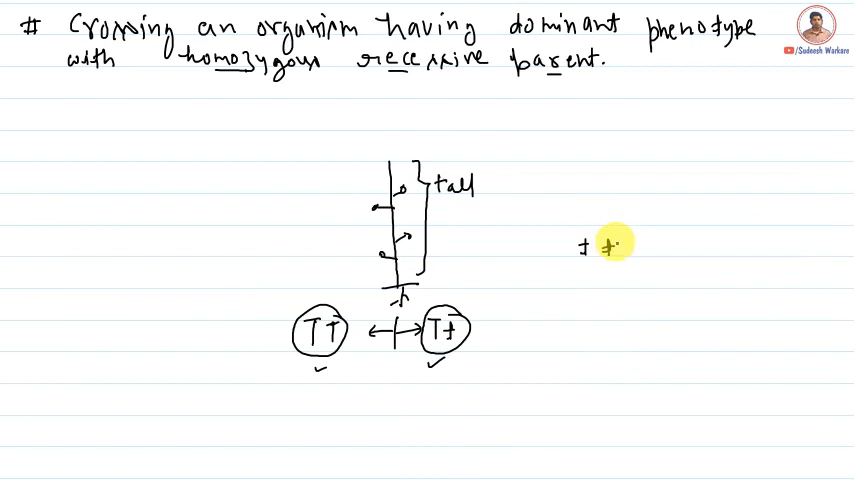 # Crossing an organism having dominant phenotype
with homozygous recessive parent.
/Sudeesh Warkare
tall
t t
TT Tt